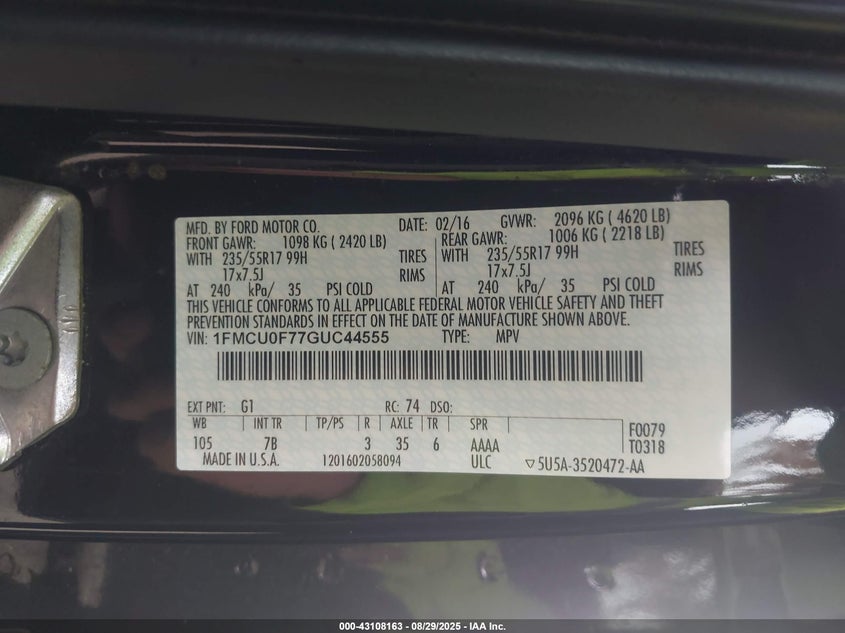 MFD. BY FORD MOTOR CO. DATE: 02/16 GVWR: 2096 KG ( 4620 LB)
FRONT GAWR: 1098 KG ( 2420 LB) REAR GAWR: 1006 KG ( 2218 LB)
WITH 235/55R17 99H TIRES WITH 235/55R17 99H TIRES
17x7.5J RIMS 17x7.5J RIMS
AT 240 kPa/ 35 PSI COLD AT 240 kPa/ 35 PSI COLD
THIS VEHICLE CONFORMS TO ALL APPLICABLE FEDERAL MOTOR VEHICLE SAFETY AND THEFT
PREVENTION STANDARDS IN EFFECT ON THE DATE OF MANUFACTURE SHOWN ABOVE.
VIN: 1FMCU0F77GUC44555 TYPE: MPV
EXT PNT: G1 RC: 74 DSO:
WB INT TR TP/PS R AXLE TR SPR F0079
105 7B 3 35 6 AAAA T0318
MADE IN U.S.A. 1201602058094 ULC ▽5U5A-3520472-AA
000-43108163 - 08/29/2025 - IAA Inc.